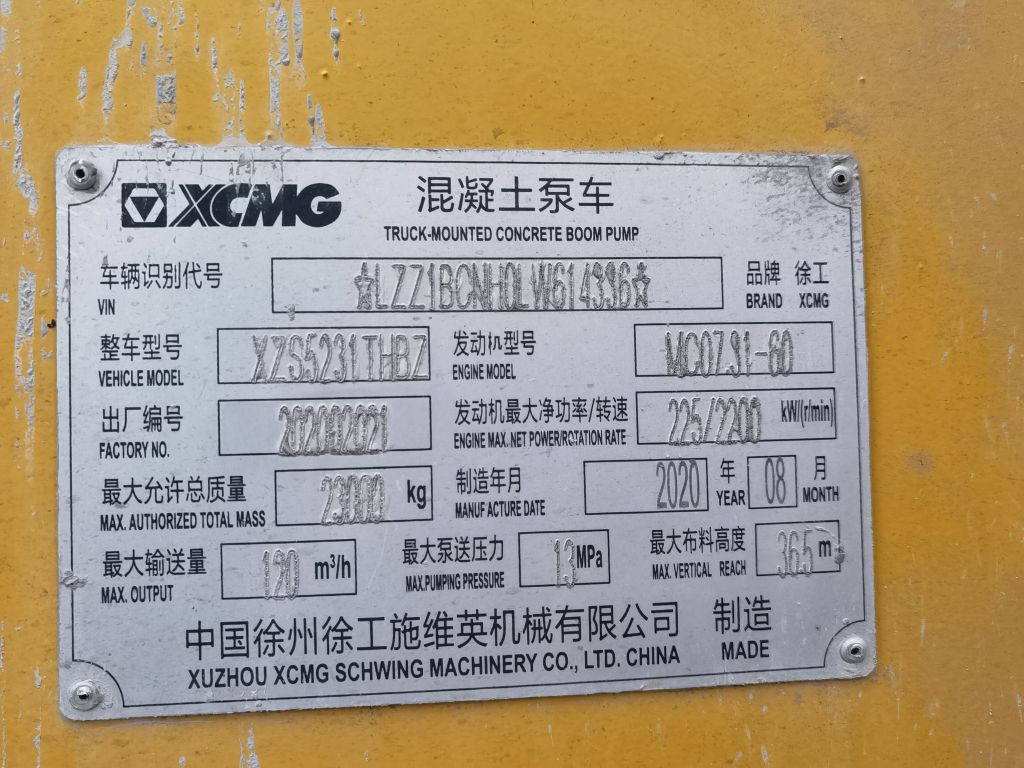 XCMG 混凝土泵车
TRUCK-MOUNTED CONCRETE BOOM PUMP
车辆识别代号 ☆LZZ1BCNH0LW614336☆ 品牌 徐工
VIN BRAND XCMG
整车型号 XZS5231THBZ 发动机型号 MC07.31-60
VEHICLE MODEL ENGINE MODEL
出厂编号 202002021 发动机最大净功率/转速 225/2200 kW/(r/min)
FACTORY NO. ENGINE MAX.NET POWER/ROTATION RATE
最大允许总质量 23000 kg 制造年月 2020 年 08 月
MAX. AUTHORIZED TOTAL MASS MANUFACTURE DATE YEAR MONTH
最大输送量 120 m³/h 最大泵送压力 13 MPa 最大布料高度 36.5 m
MAX. OUTPUT MAX.PUMPING PRESSURE MAX. VERTICAL REACH
中国徐州徐工施维英机械有限公司 制造
XUZHOU XCMG SCHWING MACHINERY CO., LTD. CHINA MADE